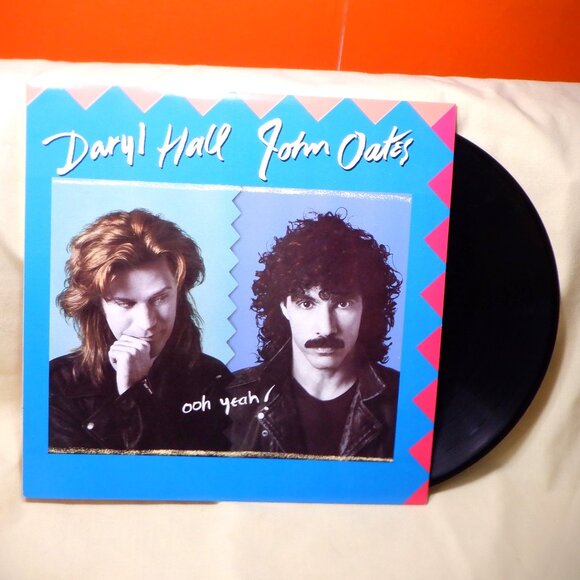 Daryl Hall John Oates
ooh yeah!